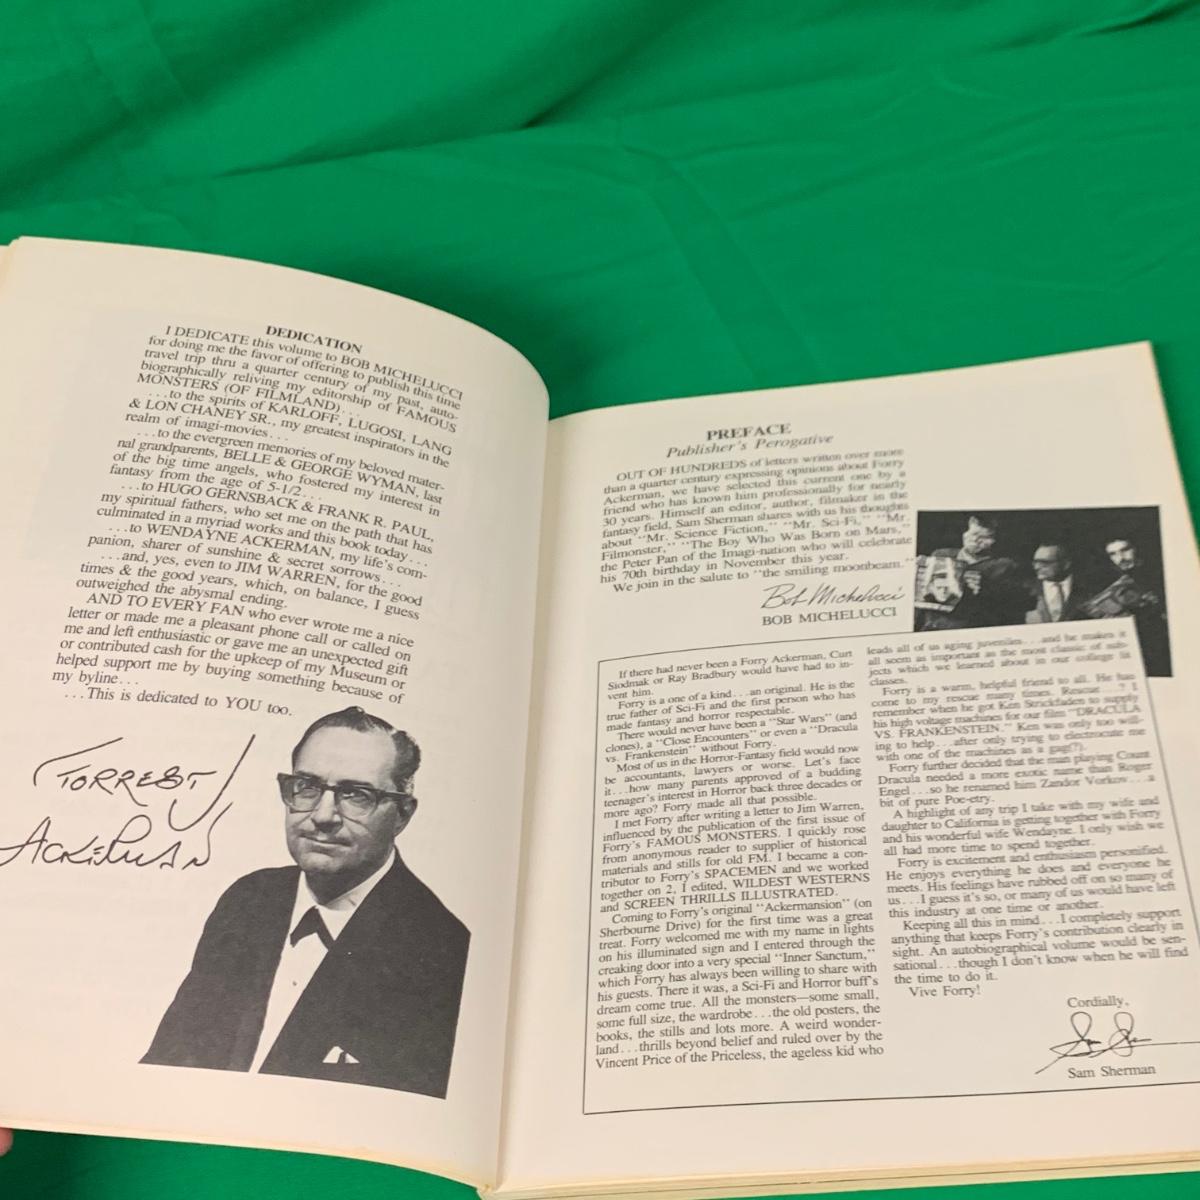 DEDICATION
I DEDICATE this volume to BOB MICHELUCCI
for doing me the favor of offering to publish this time
travel trip thru a quarter century of my past, auto-
biographically reliving my editorship of FAMOUS
MONSTERS (OF FILMLAND)...
...to the spirits of KARLOFF, LUGOSI, LANG
& LON CHANEY SR., my greatest inspirators in the
realm of imagi-movies...
...to the evergreen memories of my beloved mater-
nal grandparents, BELLE & GEORGE WYMAN, last
of the big time angels, who fostered my interest in
fantasy from the age of 5-1/2...
...to HUGO GERNSBACK & FRANK R. PAUL,
my spiritual fathers, who set me on the path that has
culminated in a myriad works and this book today...
...to WENDAYNE ACKERMAN, my life's com-
panion, sharer of sunshine & secret sorrows...
...and, yes, even to JIM WARREN, for the good
times & the good years, which, on balance, I guess
outweighed the abysmal ending.
AND TO EVERY FAN who ever wrote me a nice
letter or made me a pleasant phone call or called on
me and left enthusiastic or gave me an unexpected gift
or contributed cash for the upkeep of my Museum or
helped support me by buying something because of
my byline...
...This is dedicated to YOU too.
FORREST J
ACKERMAN
PREFACE
Publisher's Perogative
OUT OF HUNDREDS of letters written over more
than a quarter century expressing opinions about Forry
Ackerman, we have selected this current one by a
friend who has known him professionally for nearly
30 years. Himself an editor, author, filmaker in the
fantasy field, Sam Sherman shares with us his thoughts
about "Mr. Science Fiction," "Mr. Sci-Fi," "Mr.
Filmonster," "The Boy Who Was Born on Mars,"
the Peter Pan of the Imagi-nation who will celebrate
his 70th birthday in November this year.
We join in the salute to "the smiling moonbeam."
Bob Michelucci
BOB MICHELUCCI
If there had never been a Forry Ackerman, Curt
Siodmak or Ray Bradbury would have had to in-
vent him.
Forry is a one of a kind...an original. He is the
true father of Sci-Fi and the first person who has
made fantasy and horror respectable.
There would never have been a "Star Wars" (and
clones), a "Close Encounters" or even a "Dracula
vs. Frankenstein" without Forry.
Most of us in the Horror-Fantasy field would now
be accountants, lawyers or worse. Let's face
it...how many parents approved of a budding
teenager's interest in Horror back three decades or
more ago? Forry made all that possible.
I met Forry after writing a letter to Jim Warren,
influenced by the publication of the first issue of
Forry's FAMOUS MONSTERS. I quickly rose
from anonymous reader to supplier of historical
materials and stills for old FM. I became a con-
tributor to Forry's SPACEMEN and we worked
together on 2, I edited, WILDEST WESTERNS
and SCREEN THRILLS ILLUSTRATED.
Coming to Forry's original "Ackermansion" (on
Sherbourne Drive) for the first time was a great
treat. Forry welcomed me with my name in lights
on his illuminated sign and I entered through the
creaking door into a very special "Inner Sanctum,"
which Forry has always been willing to share with
his guests. There it was, a Sci-Fi and Horror buff's
dream come true. All the monsters—some small,
some full size, the wardrobe...the old posters, the
books, the stills and lots more. A weird wonder-
land...thrills beyond belief and ruled over by the
Vincent Price of the Priceless, the ageless kid who
leads all of us aging juveniles...and he makes it
all seem as important as the most classic of sub-
jects which we learned about in our college lit
classes.
Forry is a warm, helpful friend to all. He has
come to my rescue many times. Rescue...? I
remember when he got Ken Strickfaden to supply
his high voltage machines for our film "DRACULA
VS. FRANKENSTEIN." Ken was only too will-
ing to help...after only trying to electrocute me
with one of the machines as a gag(?).
Forry further decided that the man playing Count
Dracula needed a more exotic name than Roger
Engel...so he renamed him Zandor Vorkov...a
bit of pure Poe-etry.
A highlight of any trip I take with my wife and
daughter to California is getting together with Forry
and his wonderful wife Wendayne. I only wish we
all had more time to spend together.
Forry is excitement and enthusiasm personified.
He enjoys everything he does and everyone he
meets. His feelings have rubbed off on so many of
us...I guess it's so, or many of us would have left
this industry at one time or another.
Keeping all this in mind...I completely support
anything that keeps Forry's contribution clearly in
sight. An autobiographical volume would be sen-
sational...though I don't know when he will find
the time to do it.
Vive Forry!
Cordially,
Sam Sherman